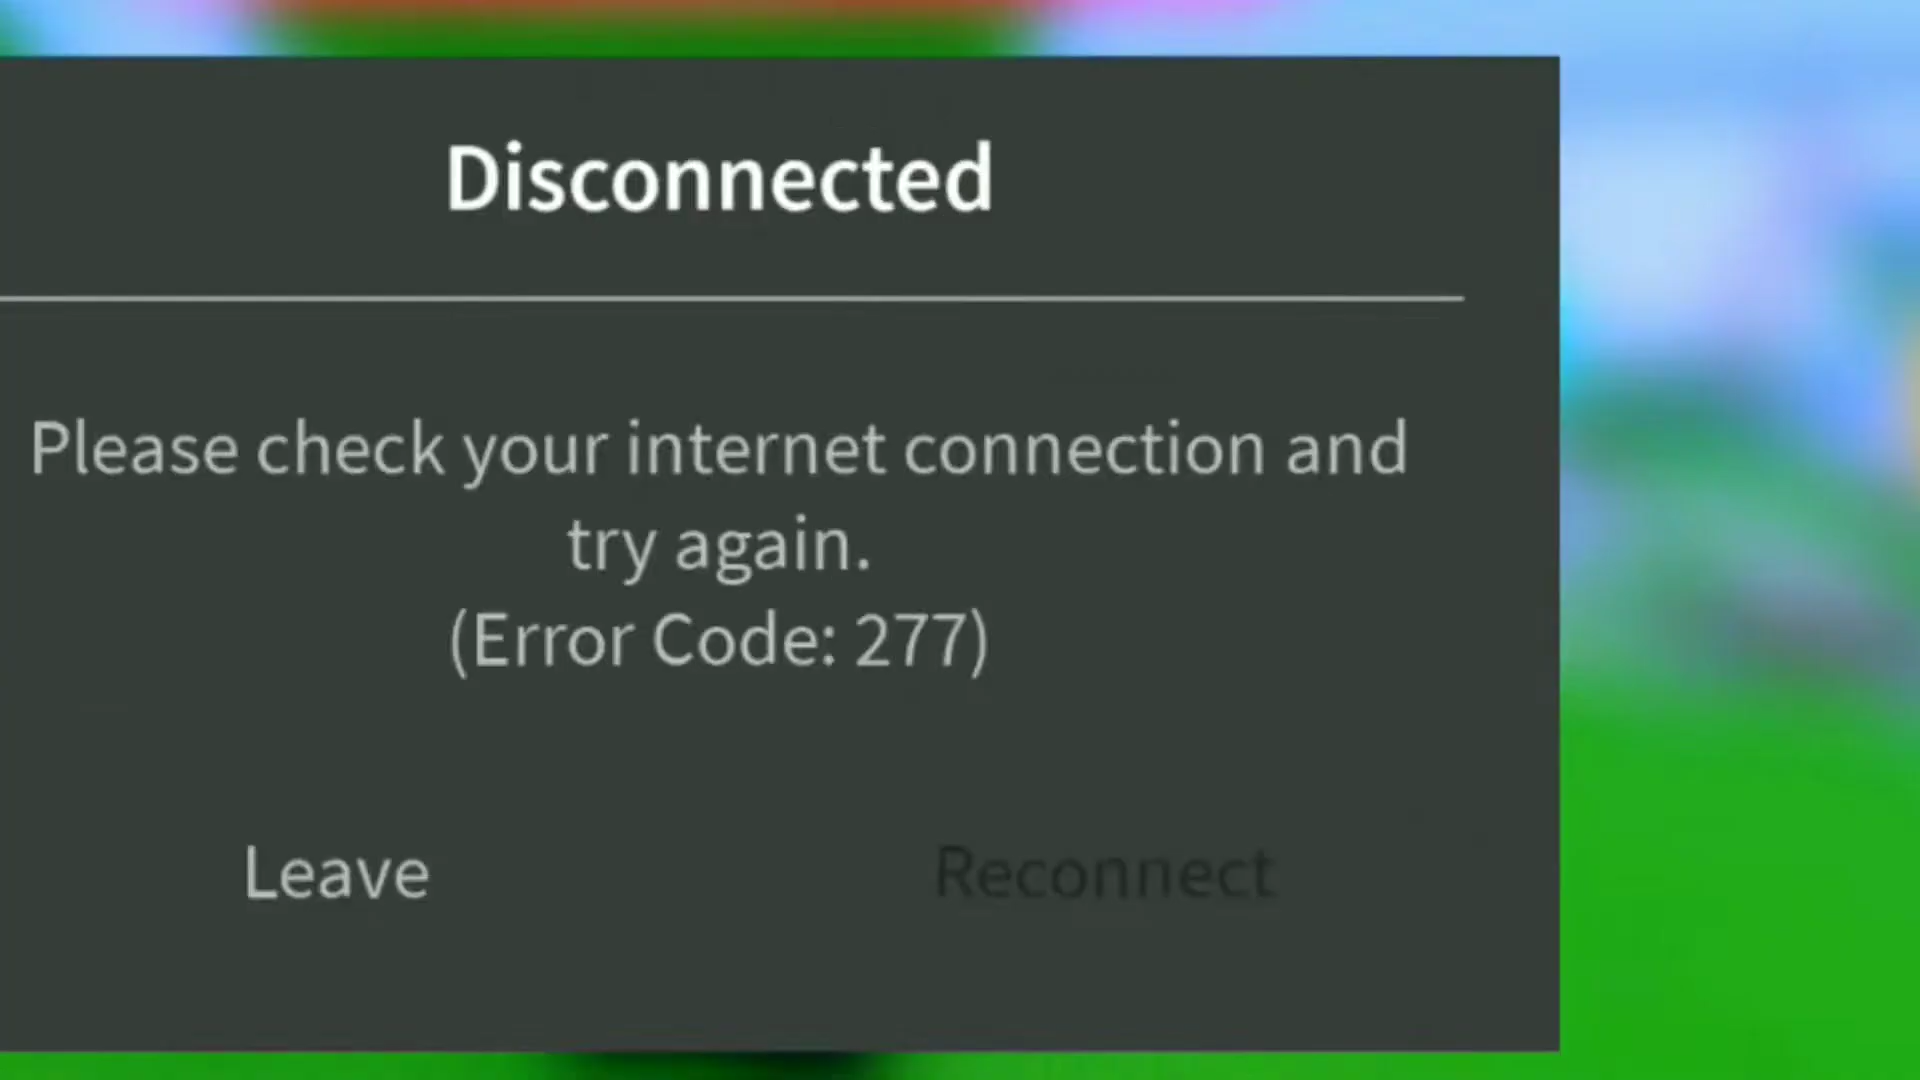 Disconnected
Please check your internet connection and
try again.
(Error Code: 277)
Leave
Reconnect